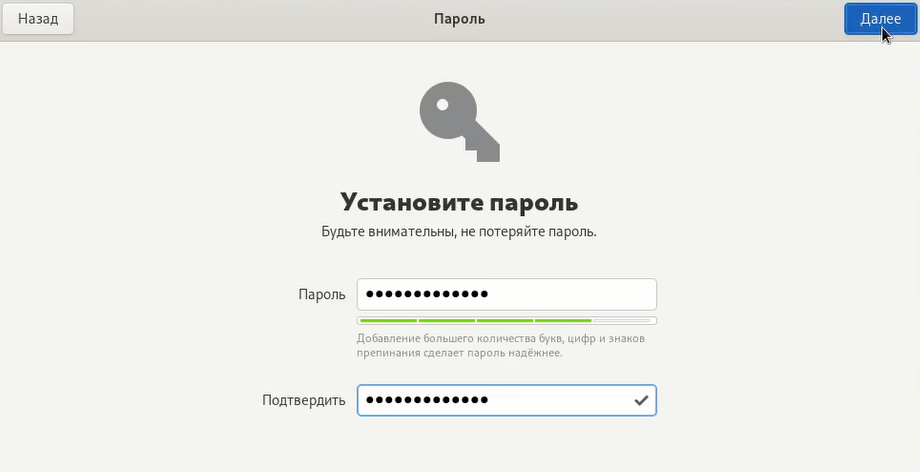 Назад
Пароль
Далее
Установите пароль
Будьте внимательны, не потеряйте пароль.
Пароль
●●●●●●●●●●●●●
Добавление большего количества букв, цифр и знаков
препинания сделает пароль надёжнее.
Подтвердить
●●●●●●●●●●●●●